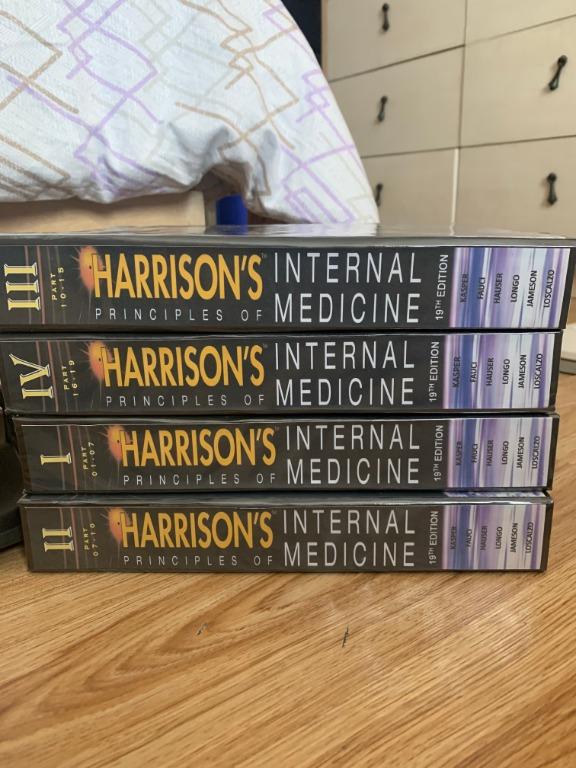 III
PART
10-15
HARRISON'S
PRINCIPLES OF
INTERNAL
MEDICINE
19TH EDITION
KASPER
FAUCI
HAUSER
LONGO
JAMESON
LOSCALZO
IV
PART
16-19
HARRISON'S
PRINCIPLES OF
INTERNAL
MEDICINE
19TH EDITION
KASPER
FAUCI
HAUSER
LONGO
JAMESON
LOSCALZO
I
PART
01-07
HARRISON'S
PRINCIPLES OF
INTERNAL
MEDICINE
19TH EDITION
KASPER
FAUCI
HAUSER
LONGO
JAMESON
LOSCALZO
II
PART
07-10
HARRISON'S
PRINCIPLES OF
INTERNAL
MEDICINE
19TH EDITION
KASPER
FAUCI
HAUSER
LONGO
JAMESON
LOSCALZO